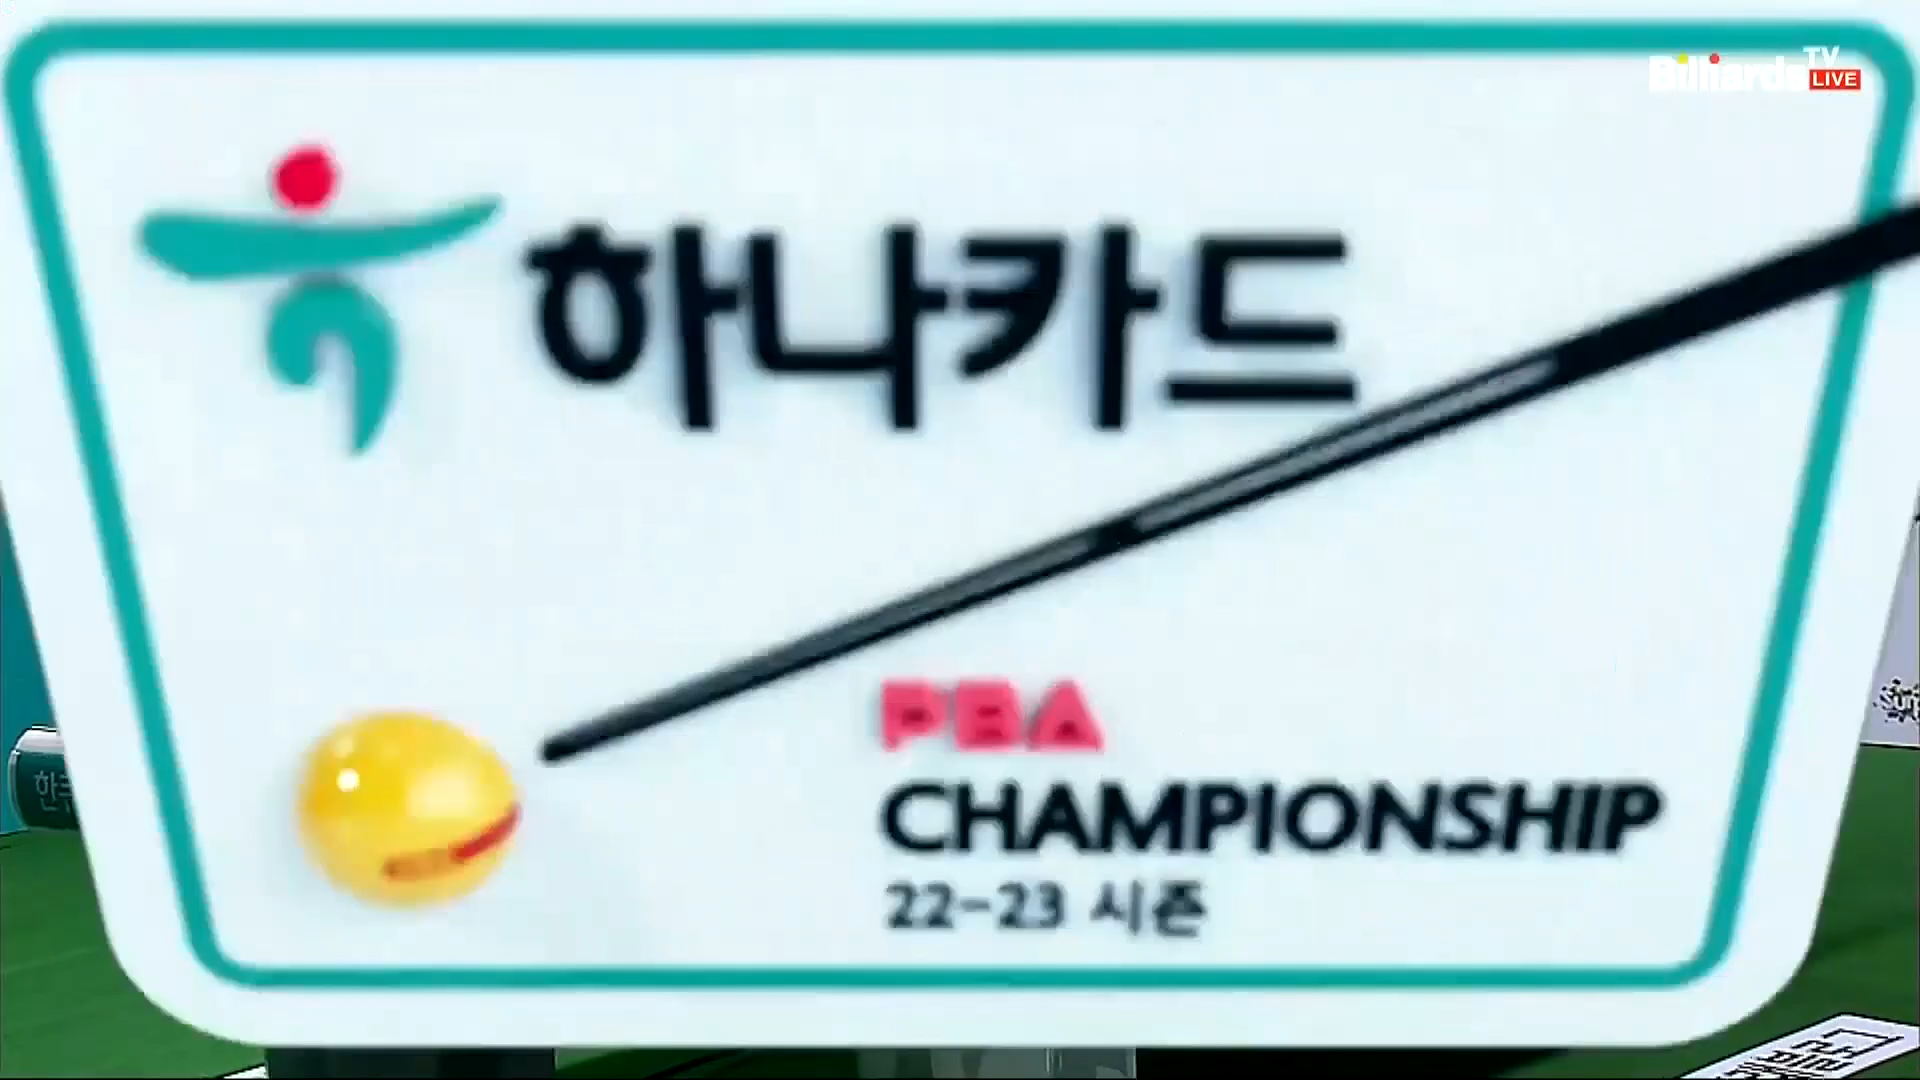 Billiards TV
LIVE
하나카드
PBA
CHAMPIONSHIP
22-23 시즌